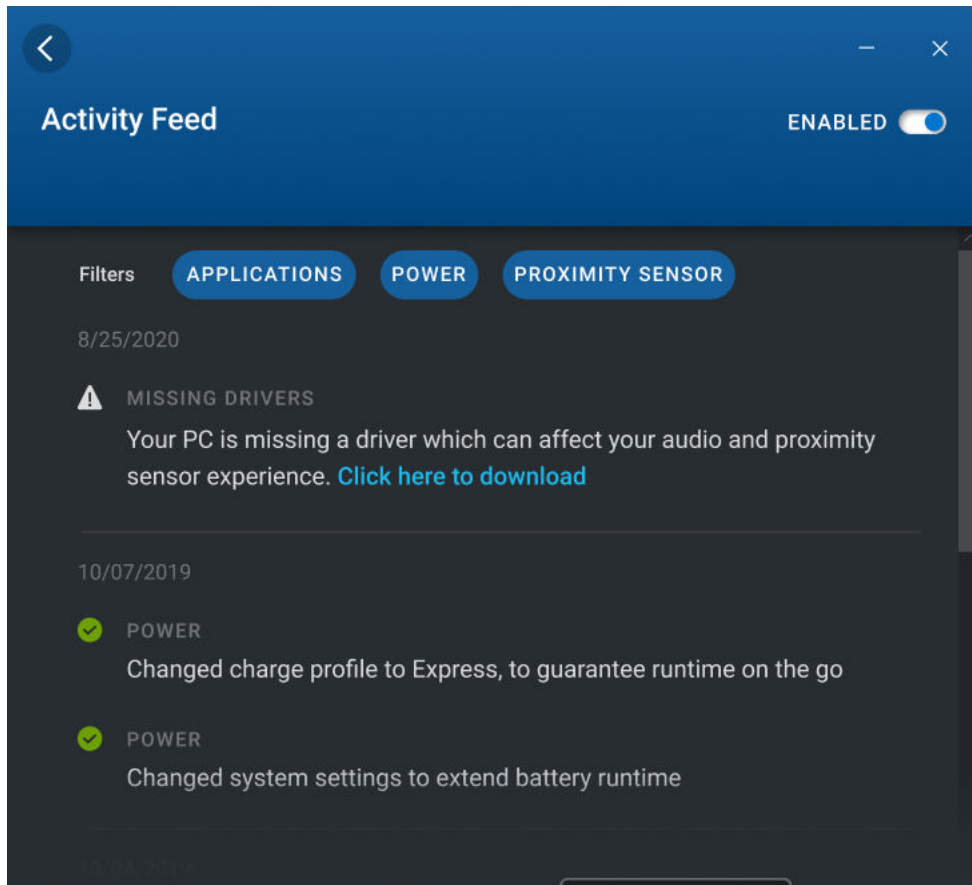 Activity Feed
ENABLED
Filters APPLICATIONS POWER PROXIMITY SENSOR
8/25/2020
MISSING DRIVERS
Your PC is missing a driver which can affect your audio and proximity
sensor experience. Click here to download
10/07/2019
POWER
Changed charge profile to Express, to guarantee runtime on the go
POWER
Changed system settings to extend battery runtime